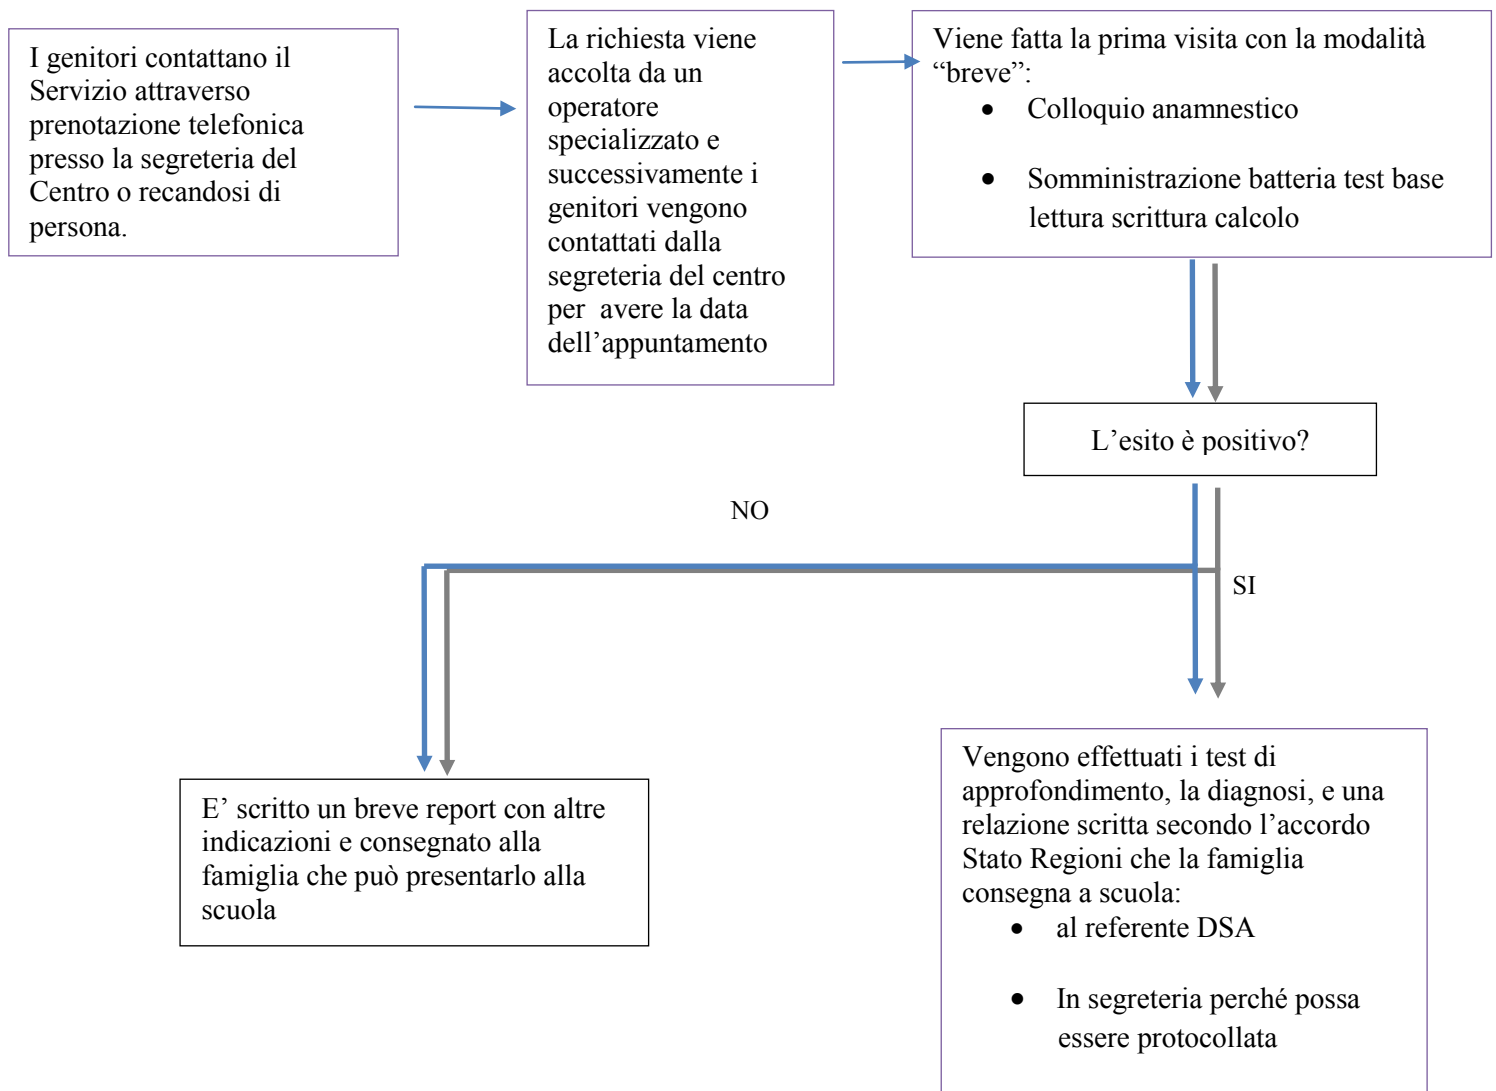 I genitori contattano il
Servizio attraverso
prenotazione telefonica
presso la segreteria del
Centro o recandosi di
persona.
La richiesta viene
accolta da un
operatore
specializzato e
successivamente i
genitori vengono
contattati dalla
segreteria del centro
per  avere la data
dell’appuntamento
Viene fatta la prima visita con la modalità
“breve”:
• Colloquio anamnestico
• Somministrazione batteria test base
lettura scrittura calcolo
L’esito è positivo?
NO
SI
E’ scritto un breve report con altre
indicazioni e consegnato alla
famiglia che può presentarlo alla
scuola
Vengono effettuati i test di
approfondimento, la diagnosi, e una
relazione scritta secondo l’accordo
Stato Regioni che la famiglia
consegna a scuola:
• al referente DSA
• In segreteria perché possa
essere protocollata